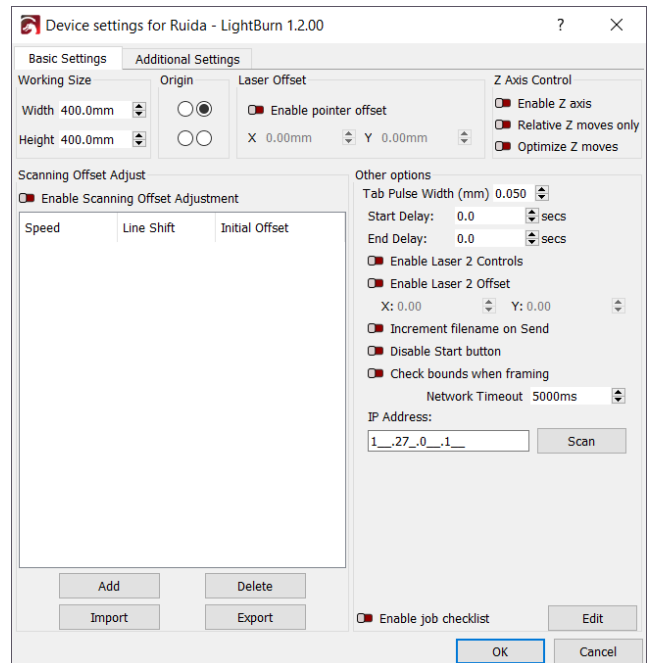 Device settings for Ruida - LightBurn 1.2.00
?
Basic Settings
Additional Settings
Working Size
Width 400.0mm
Height 400.0mm
Origin
Laser Offset
Enable pointer offset
X 0.00mm Y 0.00mm
Z Axis Control
Enable Z axis
Relative Z moves only
Optimize Z moves
Scanning Offset Adjust
Enable Scanning Offset Adjustment
Speed Line Shift Initial Offset
Add Delete
Import Export
Other options
Tab Pulse Width (mm) 0.050
Start Delay: 0.0 secs
End Delay: 0.0 secs
Enable Laser 2 Controls
Enable Laser 2 Offset
X: 0.00 Y: 0.00
Increment filename on Send
Disable Start button
Check bounds when framing
Network Timeout 5000ms
IP Address:
1__.27_.0__.1__ Scan
Enable job checklist Edit
OK Cancel